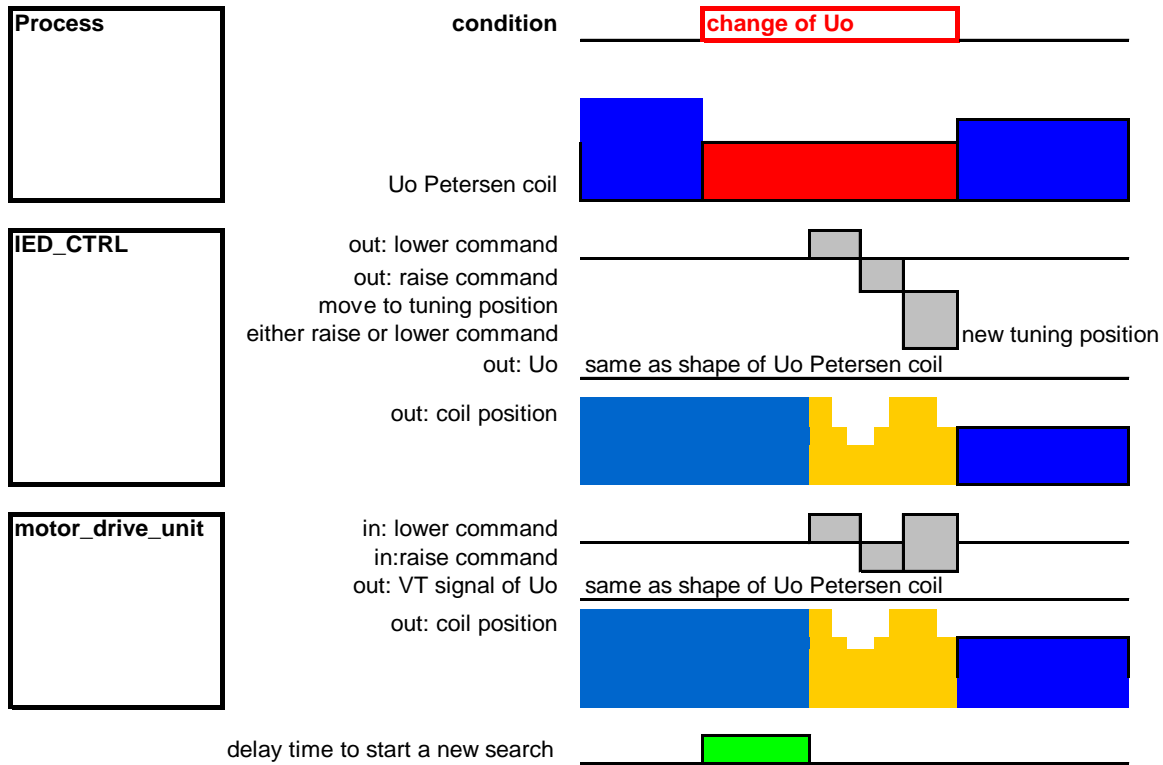 Process
condition
change of Uo
Uo Petersen coil
IED_CTRL
out: lower command
out: raise command
move to tuning position
either raise or lower command
new tuning position
out: Uo
same as shape of Uo Petersen coil
out: coil position
motor_drive_unit
in: lower command
in:raise command
out: VT signal of Uo
same as shape of Uo Petersen coil
out: coil position
delay time to start a new search